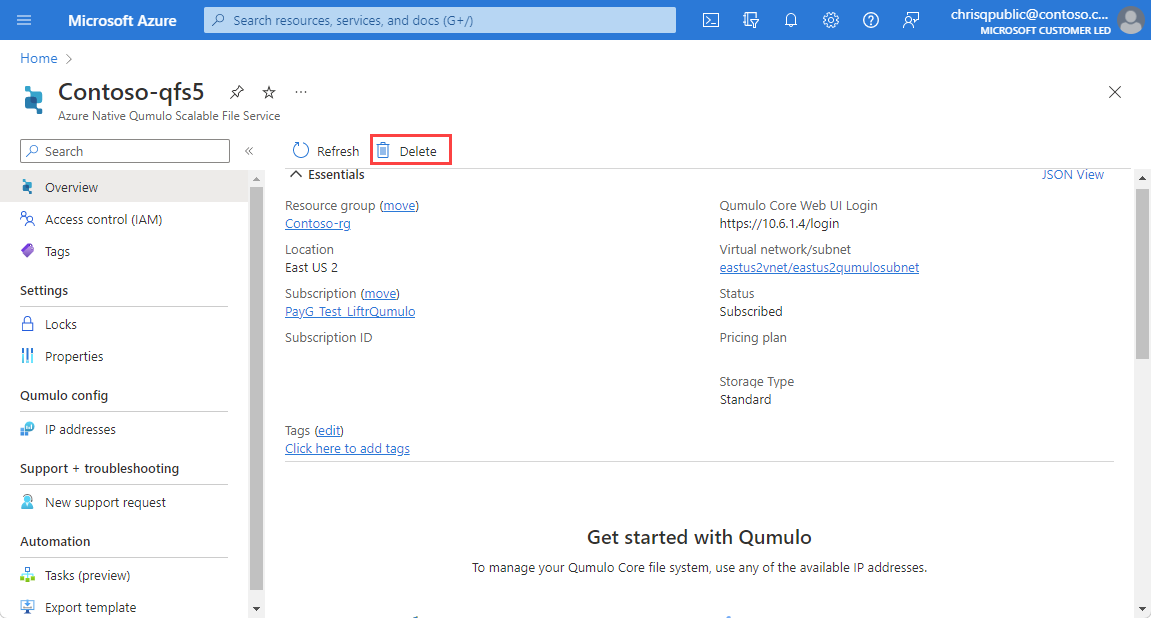 Microsoft Azure
Search resources, services, and docs (G+/)
chrisqpublic@contoso.c...
MICROSOFT CUSTOMER LED
Home
Contoso-qfs5
Azure Native Qumulo Scalable File Service
Search
Refresh
Delete
Overview
Access control (IAM)
Tags
Settings
Locks
Properties
Qumulo config
IP addresses
Support + troubleshooting
New support request
Automation
Tasks (preview)
Export template
Essentials
JSON View
Resource group (move)
Contoso-rg
Location
East US 2
Subscription (move)
PayG_Test_LiftrQumulo
Subscription ID
Qumulo Core Web UI Login
https://10.6.1.4/login
Virtual network/subnet
eastus2vnet/eastus2qumulosubnet
Status
Subscribed
Pricing plan
Storage Type
Standard
Tags (edit)
Click here to add tags
Get started with Qumulo
To manage your Qumulo Core file system, use any of the available IP addresses.